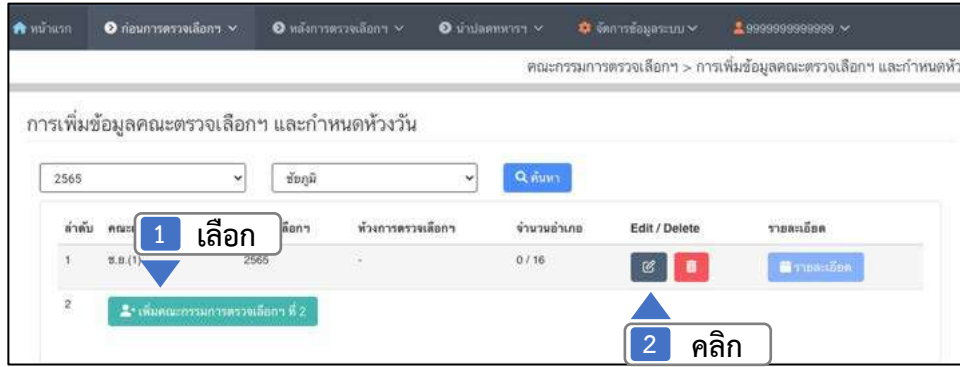 หน้าแรก ก่อนการตรวจเลือกฯ หลังการตรวจเลือกฯ นำปลดทหารฯ จัดการข้อมูลระบบ 9999999999999
คณะกรรมการตรวจเลือกฯ > การเพิ่มข้อมูลคณะตรวจเลือกฯ และกำหนดห้ว
การเพิ่มข้อมูลคณะตรวจเลือกฯ และกำหนดห้วงวัน
2565 ชัยภูมิ ค้นหา
ลำดับ ห้วงการตรวจเลือกฯ จำนวนอำเภอ Edit / Delete รายละเอียด
1 เลือก
1 ช.ย.(1) 2565 - 0 / 16 รายละเอียด
2 เพิ่มคณะกรรมการตรวจเลือกฯ ที่ 2
2 คลิก